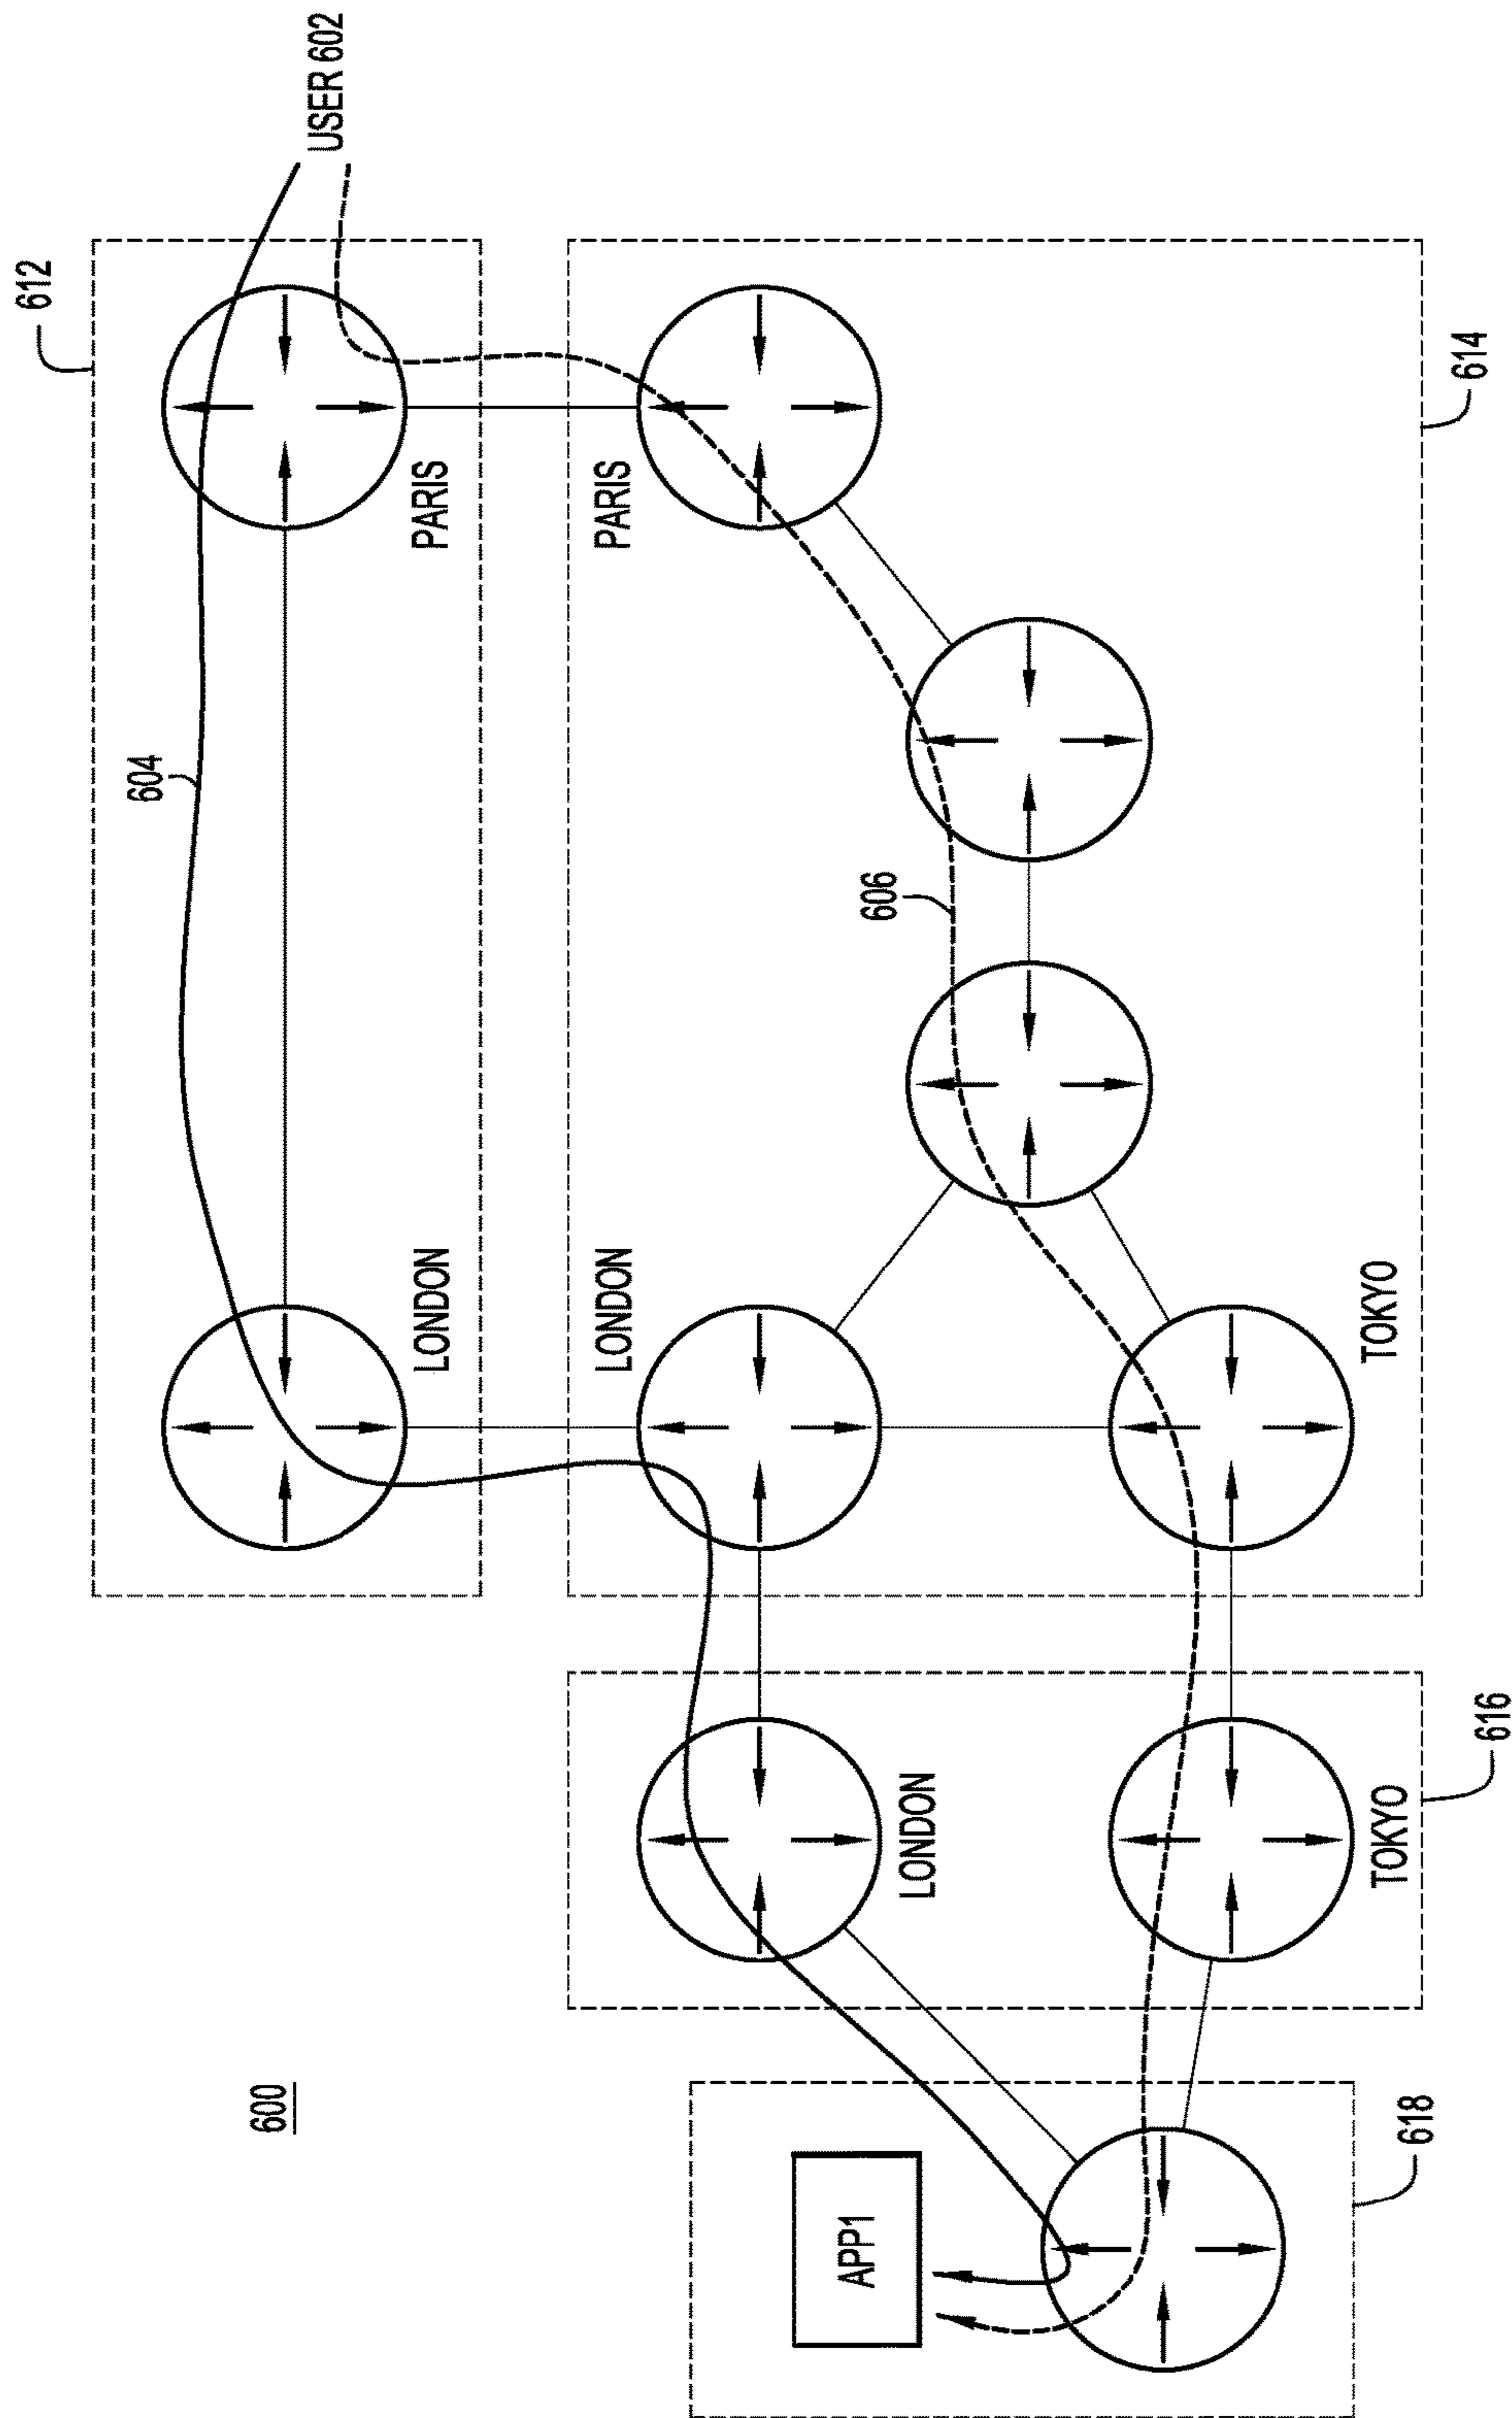 612
604
600
USER 602
LONDON
PARIS
LONDON
PARIS
APP1
606
LONDON
TOKYO
TOKYO
618
616
614